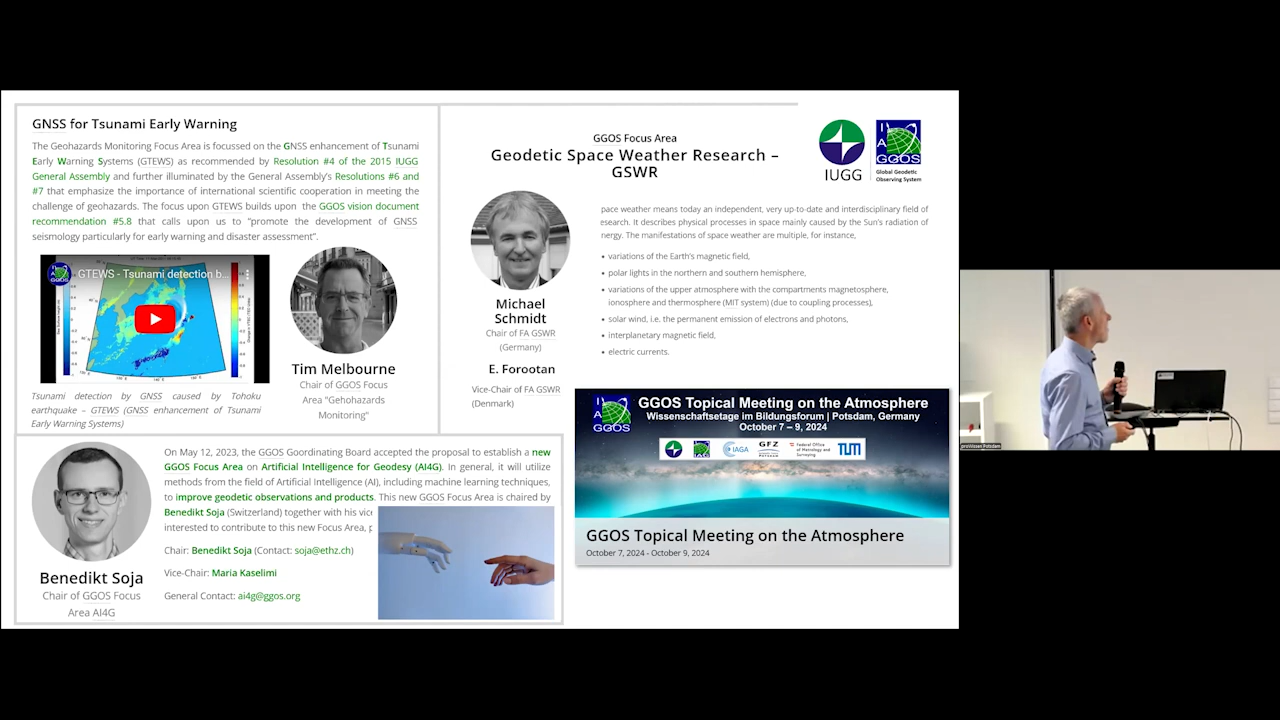 GNSS for Tsunami Early Warning
The Geohazards Monitoring Focus Area is focussed on the GNSS enhancement of Tsunami
Early Warning Systems (GTEWS) as recommended by Resolution #4 of the 2015 IUGG
General Assembly and further illuminated by the General Assembly's Resolutions #6 and
#7 that emphasize the importance of international scientific cooperation in meeting the
challenge of geohazards. The focus upon GTEWS builds upon the GGOS vision document
recommendation #5.8 that calls upon us to "promote the development of GNSS
seismology particularly for early warning and disaster assessment".
GTEWS - Tsunami detection b...
Tsunami detection by GNSS caused by Tohoku
earthquake – GTEWS (GNSS enhancement of Tsunami
Early Warning Systems)
Tim Melbourne
Chair of GGOS Focus
Area "Gehohazards
Monitoring"
GGOS Focus Area
Geodetic Space Weather Research –
GSWR
IUGG
IAG
GGOS
Global Geodetic
Observing System
Michael
Schmidt
Chair of FA GSWR
(Germany)
E. Forootan
Vice-Chair of FA GSWR
(Denmark)
pace weather means today an independent, very up-to-date and interdisciplinary field of
esearch. It describes physical processes in space mainly caused by the Sun's radiation of
nergy. The manifestations of space weather are multiple, for instance,
• variations of the Earth's magnetic field,
• polar lights in the northern and southern hemisphere,
• variations of the upper atmosphere with the compartments magnetosphere,
ionosphere and thermosphere (MIT system) (due to coupling processes),
• solar wind, i.e. the permanent emission of electrons and photons,
• interplanetary magnetic field,
• electric currents.
Benedikt Soja
Chair of GGOS Focus
Area AI4G
On May 12, 2023, the GGOS Coordinating Board accepted the proposal to establish a new
GGOS Focus Area on Artificial Intelligence for Geodesy (AI4G). In general, it will utilize
methods from the field of Artificial Intelligence (AI), including machine learning techniques,
to improve geodetic observations and products. This new GGOS Focus Area is chaired by
Benedikt Soja (Switzerland) together with his vice
interested to contribute to this new Focus Area, p
Chair: Benedikt Soja (Contact: soja@ethz.ch)
Vice-Chair: Maria Kaselimi
General Contact: ai4g@ggos.org
IAG
GGOS
GGOS Topical Meeting on the Atmosphere
Wissenschaftsetage im Bildungsforum | Potsdam, Germany
October 7 – 9, 2024
IAGA
GFZ
POTSDAM
Federal Office
of Metrology and
Surveying
TUM
GGOS Topical Meeting on the Atmosphere
October 7, 2024 - October 9, 2024
proWissen Potsdam